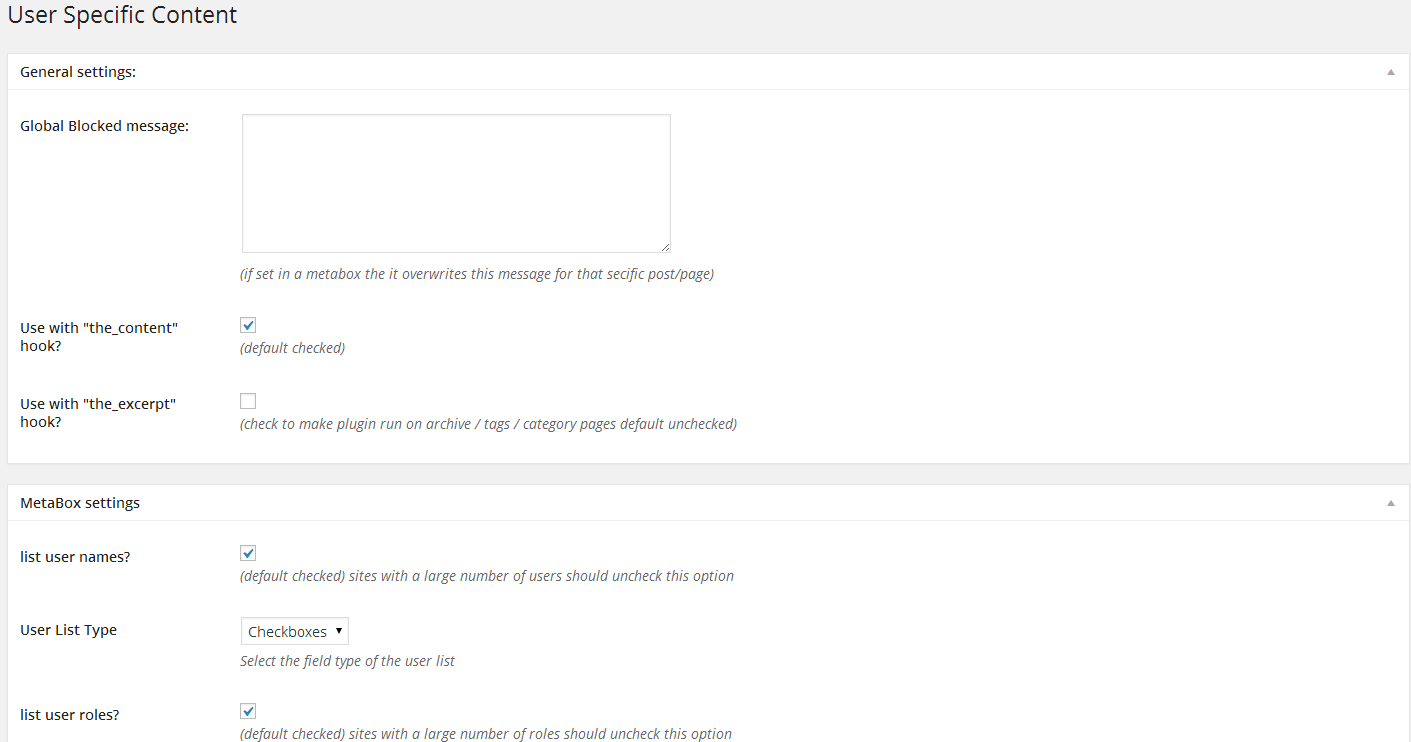 User Specific Content
General settings:
Global Blocked message:
(if set in a metabox the it overwrites this message for that secific post/page)
Use with "the_content"
hook?
(default checked)
Use with "the_excerpt"
hook?
(check to make plugin run on archive / tags / category pages default unchecked)
MetaBox settings
list user names?
(default checked) sites with a large number of users should uncheck this option
User List Type
Checkboxes
Select the field type of the user list
list user roles?
(default checked) sites with a large number of roles should uncheck this option